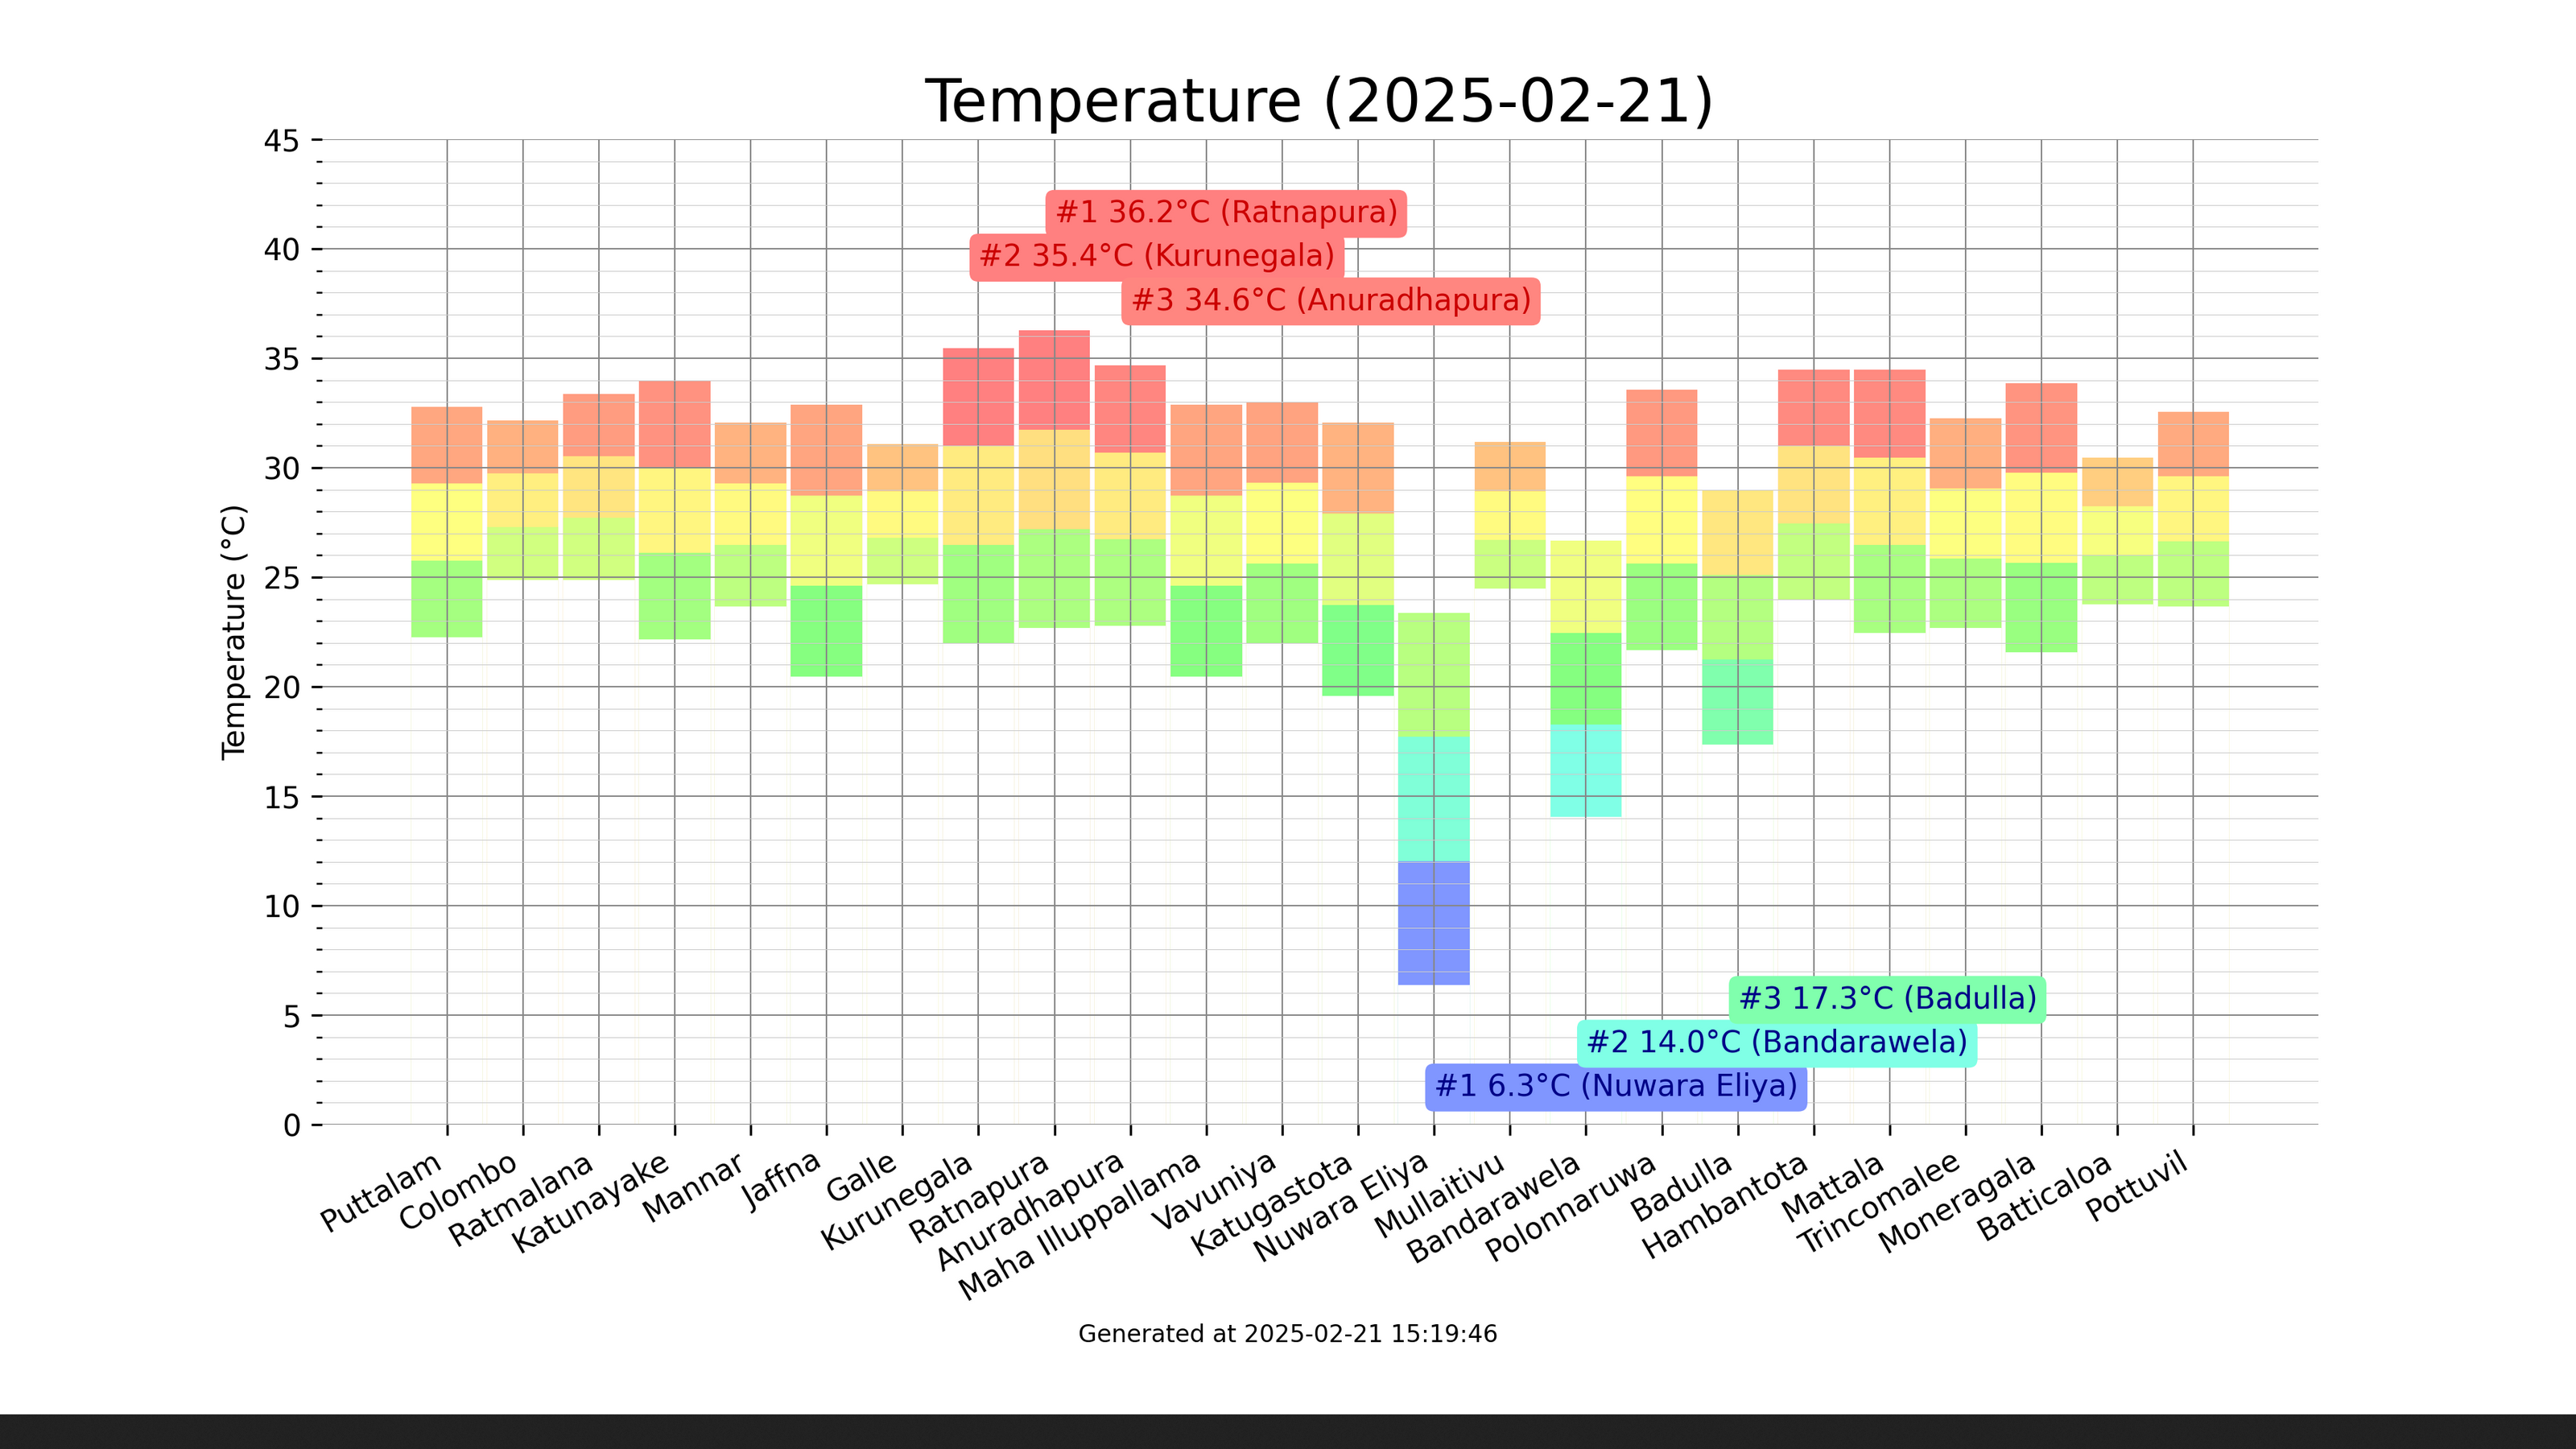 Temperature (2025-02-21)
45
40
35
30
25
20
15
10
5
0
Temperature (°C)
#1 36.2°C (Ratnapura)
#2 35.4°C (Kurunegala)
#3 34.6°C (Anuradhapura)
#3 17.3°C (Badulla)
#2 14.0°C (Bandarawela)
#1 6.3°C (Nuwara Eliya)
Puttalam
Colombo
Ratmalana
Katunayake
Mannar
Jaffna
Galle
Kurunegala
Ratnapura
Anuradhapura
Maha Illuppallama
Vavuniya
Katugastota
Nuwara Eliya
Mullaitivu
Bandarawela
Polonnaruwa
Badulla
Hambantota
Mattala
Trincomalee
Moneragala
Batticaloa
Pottuvil
Generated at 2025-02-21 15:19:46